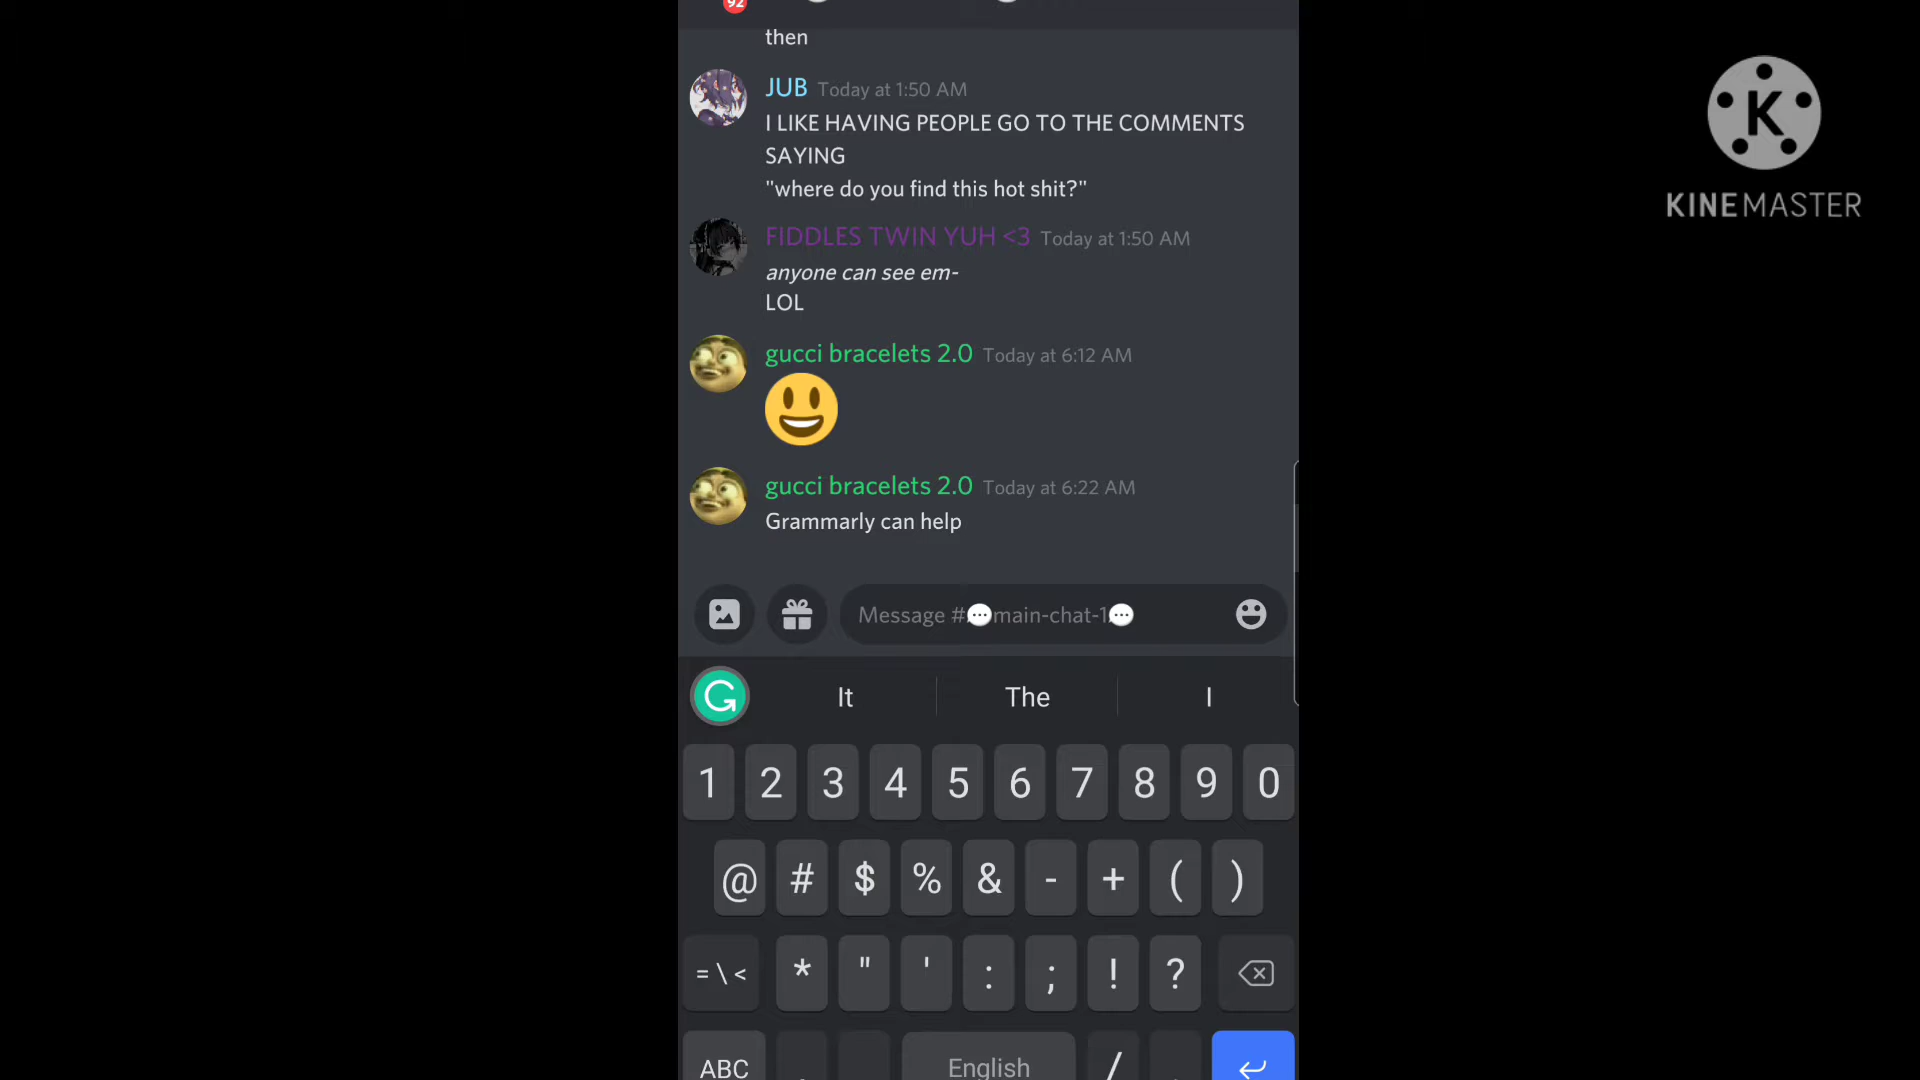 92
then
JUB Today at 1:50 AM
I LIKE HAVING PEOPLE GO TO THE COMMENTS
SAYING
"where do you find this hot shit?"
FIDDLES TWIN YUH <3 Today at 1:50 AM
anyone can see em-
LOL
gucci bracelets 2.0 Today at 6:12 AM
gucci bracelets 2.0 Today at 6:22 AM
Grammarly can help
Message #💬main-chat-1💬
G It The I
1 2 3 4 5 6 7 8 9 0
@ # $ % & - + ( )
= \ < * " ' : ; ! ?
ABC English /
K
KINEMASTER